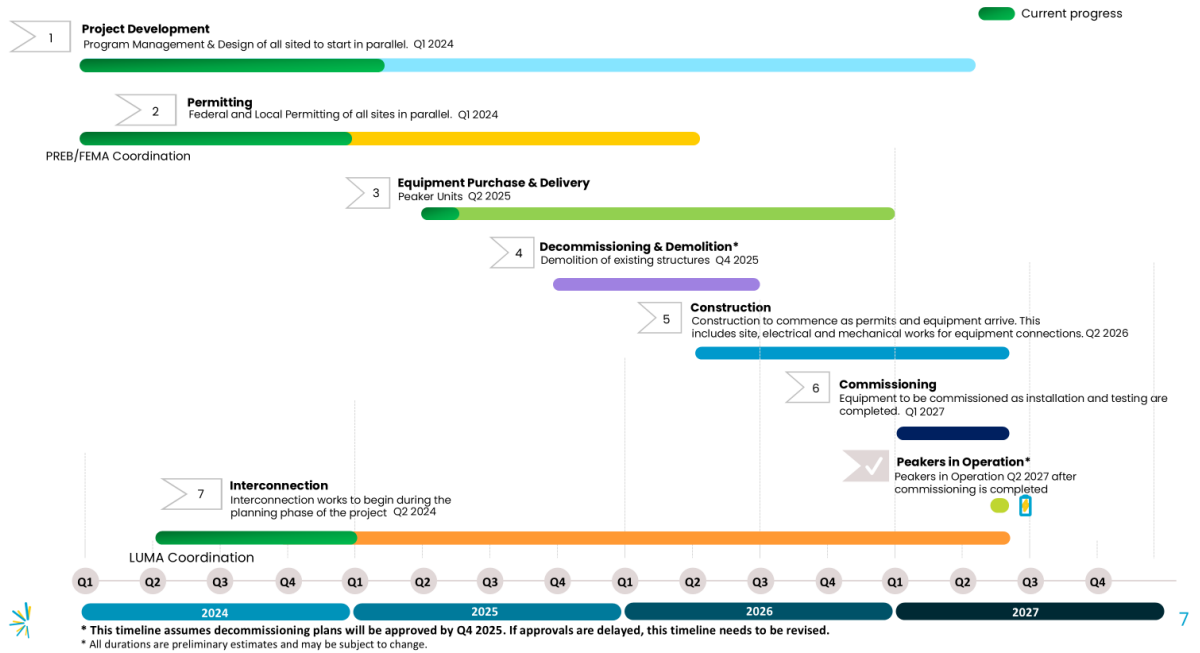 Current progress
1
Project Development
Program Management & Design of all sited to start in parallel. Q1 2024
2
Permitting
Federal and Local Permitting of all sites in parallel. Q1 2024
PREB/FEMA Coordination
3
Equipment Purchase & Delivery
Peaker Units Q2 2025
4
Decommissioning & Demolition*
Demolition of existing structures Q4 2025
5
Construction
Construction to commence as permits and equipment arrive. This
includes site, electrical and mechanical works for equipment connections. Q2 2026
6
Commissioning
Equipment to be commissioned as installation and testing are
completed. Q1 2027
Peakers in Operation*
Peakers in Operation Q2 2027 after
commissioning is completed
7
Interconnection
Interconnection works to begin during the
planning phase of the project Q2 2024
LUMA Coordination
Q1 Q2 Q3 Q4 Q1 Q2 Q3 Q4 Q1 Q2 Q3 Q4 Q1 Q2 Q3 Q4
2024 2025 2026 2027
* This timeline assumes decommissioning plans will be approved by Q4 2025. If approvals are delayed, this timeline needs to be revised.
* All durations are preliminary estimates and may be subject to change.
7